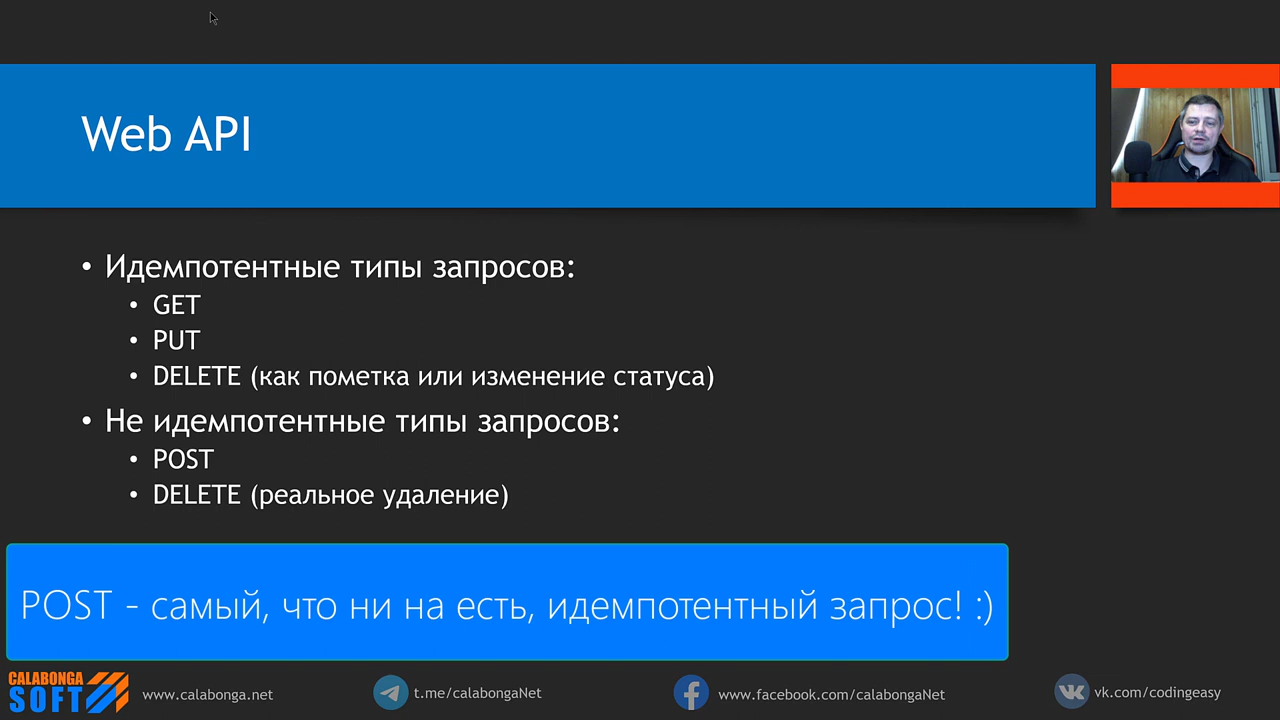 Web API
• Идемпотентные типы запросов:
• GET
• PUT
• DELETE (как пометка или изменение статуса)
• Не идемпотентные типы запросов:
• POST
• DELETE (реальное удаление)
POST - самый, что ни на есть, идемпотентный запрос! :)
CALABONGA
SOFT
www.calabonga.net
t.me/calabongaNet
www.facebook.com/calabongaNet
vk.com/codingeasy